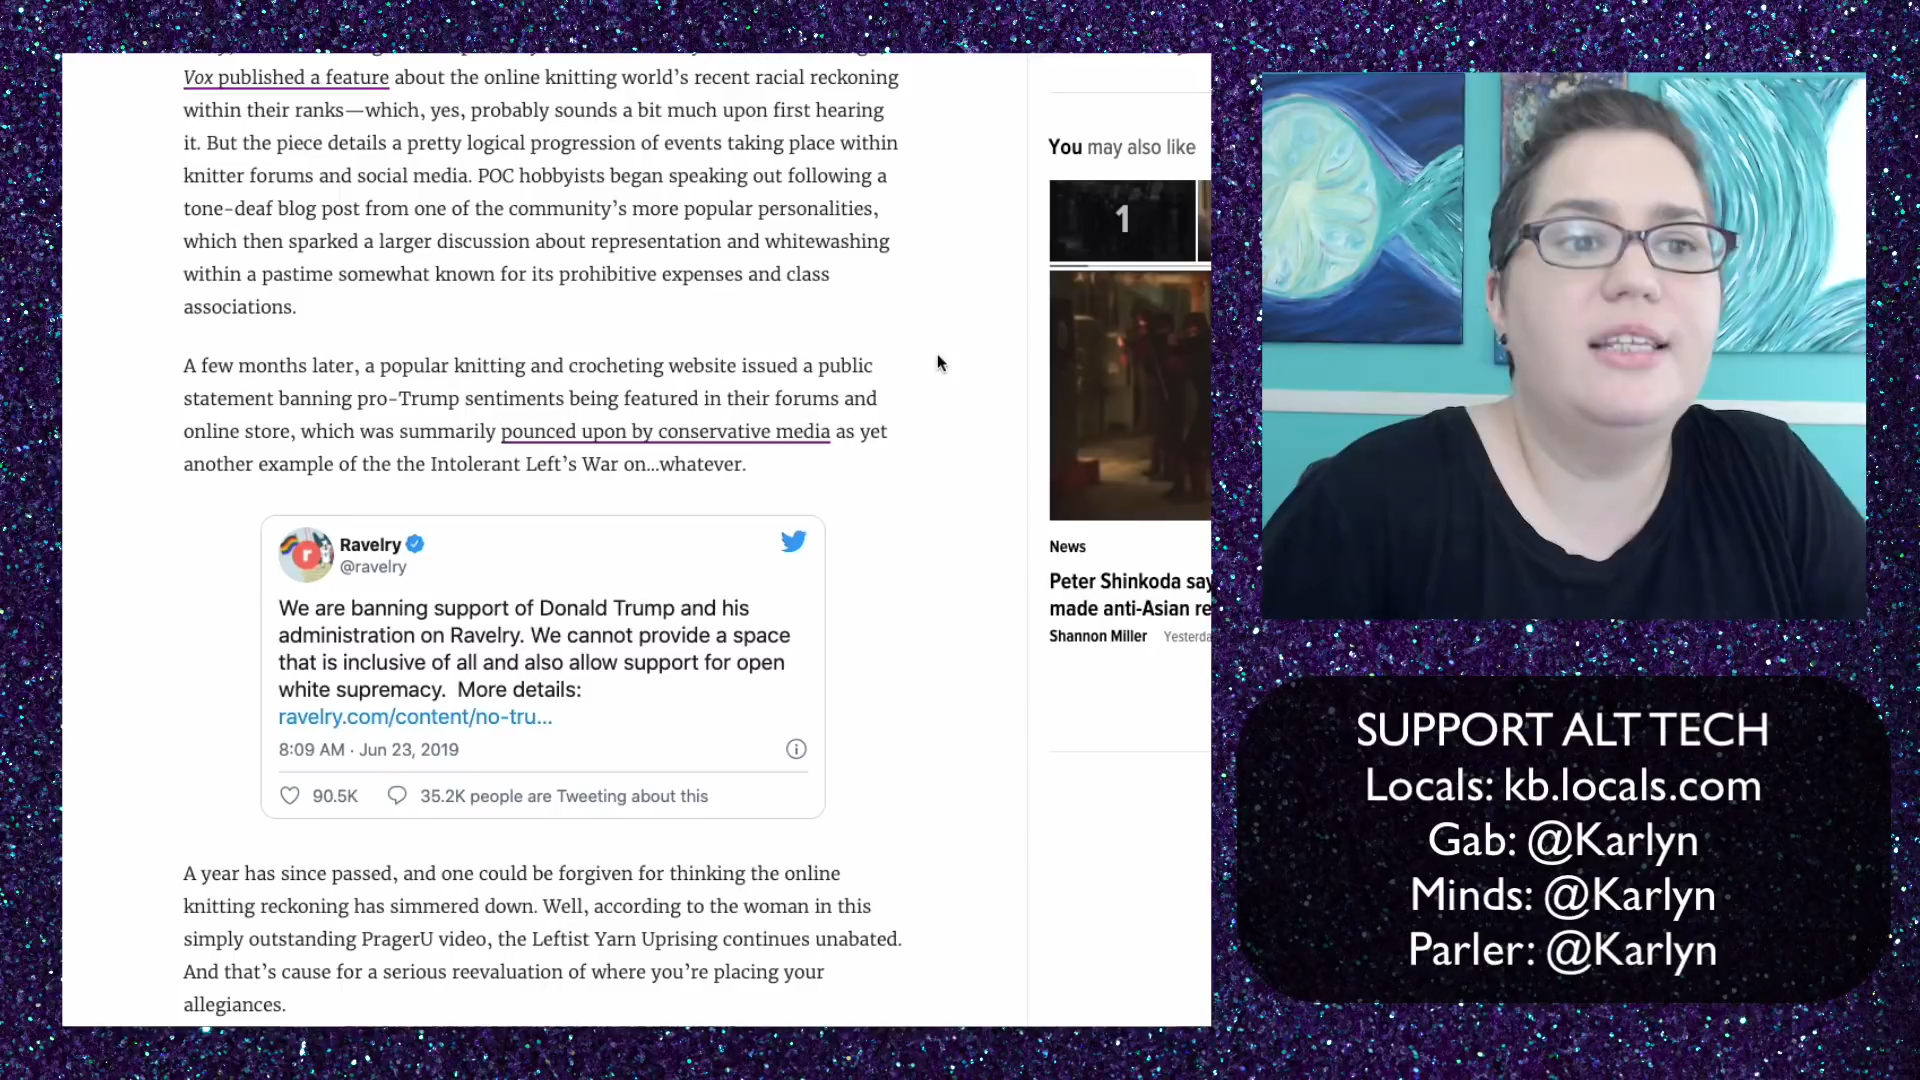 Vox published a feature about the online knitting world's recent racial reckoning
within their ranks—which, yes, probably sounds a bit much upon first hearing
it. But the piece details a pretty logical progression of events taking place within
knitter forums and social media. POC hobbyists began speaking out following a
tone-deaf blog post from one of the community's more popular personalities,
which then sparked a larger discussion about representation and whitewashing
within a pastime somewhat known for its prohibitive expenses and class
associations.
A few months later, a popular knitting and crocheting website issued a public
statement banning pro-Trump sentiments being featured in their forums and
online store, which was summarily pounced upon by conservative media as yet
another example of the the Intolerant Left's War on…whatever.
Ravelry
@ravelry
We are banning support of Donald Trump and his
administration on Ravelry. We cannot provide a space
that is inclusive of all and also allow support for open
white supremacy. More details:
ravelry.com/content/no-tru...
8:09 AM · Jun 23, 2019
90.5K 35.2K people are Tweeting about this
A year has since passed, and one could be forgiven for thinking the online
knitting reckoning has simmered down. Well, according to the woman in this
simply outstanding PragerU video, the Leftist Yarn Uprising continues unabated.
And that's cause for a serious reevaluation of where you're placing your
allegiances.
You may also like
1
News
Peter Shinkoda say
made anti-Asian re
Shannon Miller Yesterda
SUPPORT ALT TECH
Locals: kb.locals.com
Gab: @Karlyn
Minds: @Karlyn
Parler: @Karlyn